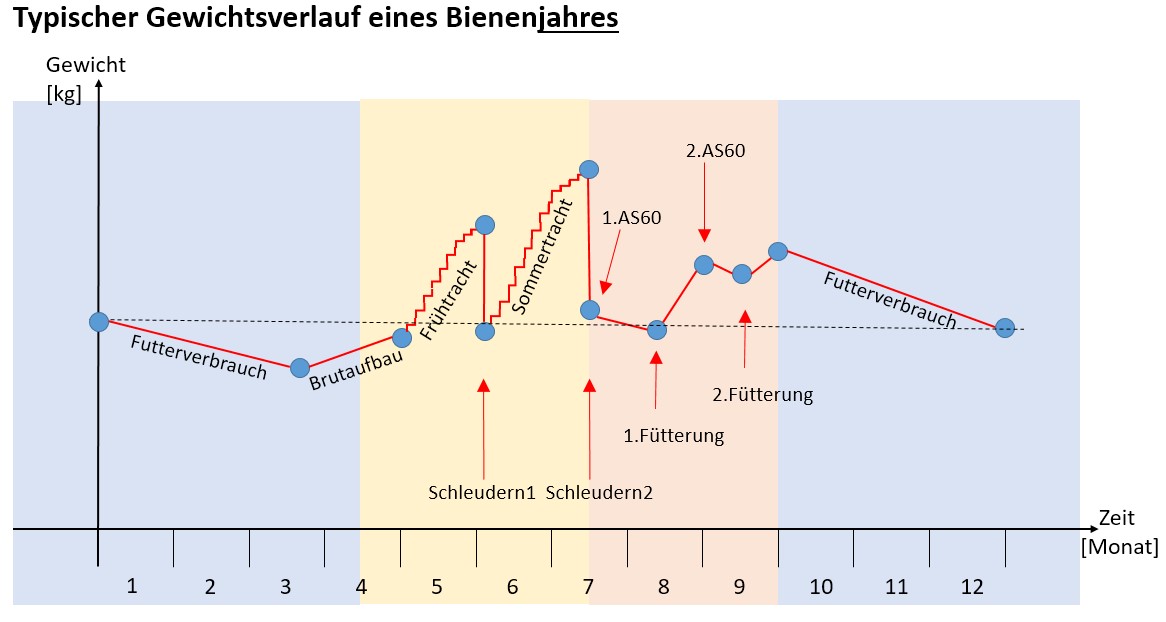 Typischer Gewichtsverlauf eines Bienenjahres
Gewicht
[kg]
2.AS60
1.AS60
Frühtracht
Sommertracht
Futterverbrauch
Brutaufbau
Futterverbrauch
2.Fütterung
1.Fütterung
Schleudern1 Schleudern2
Zeit
[Monat]
1 2 3 4 5 6 7 8 9 10 11 12